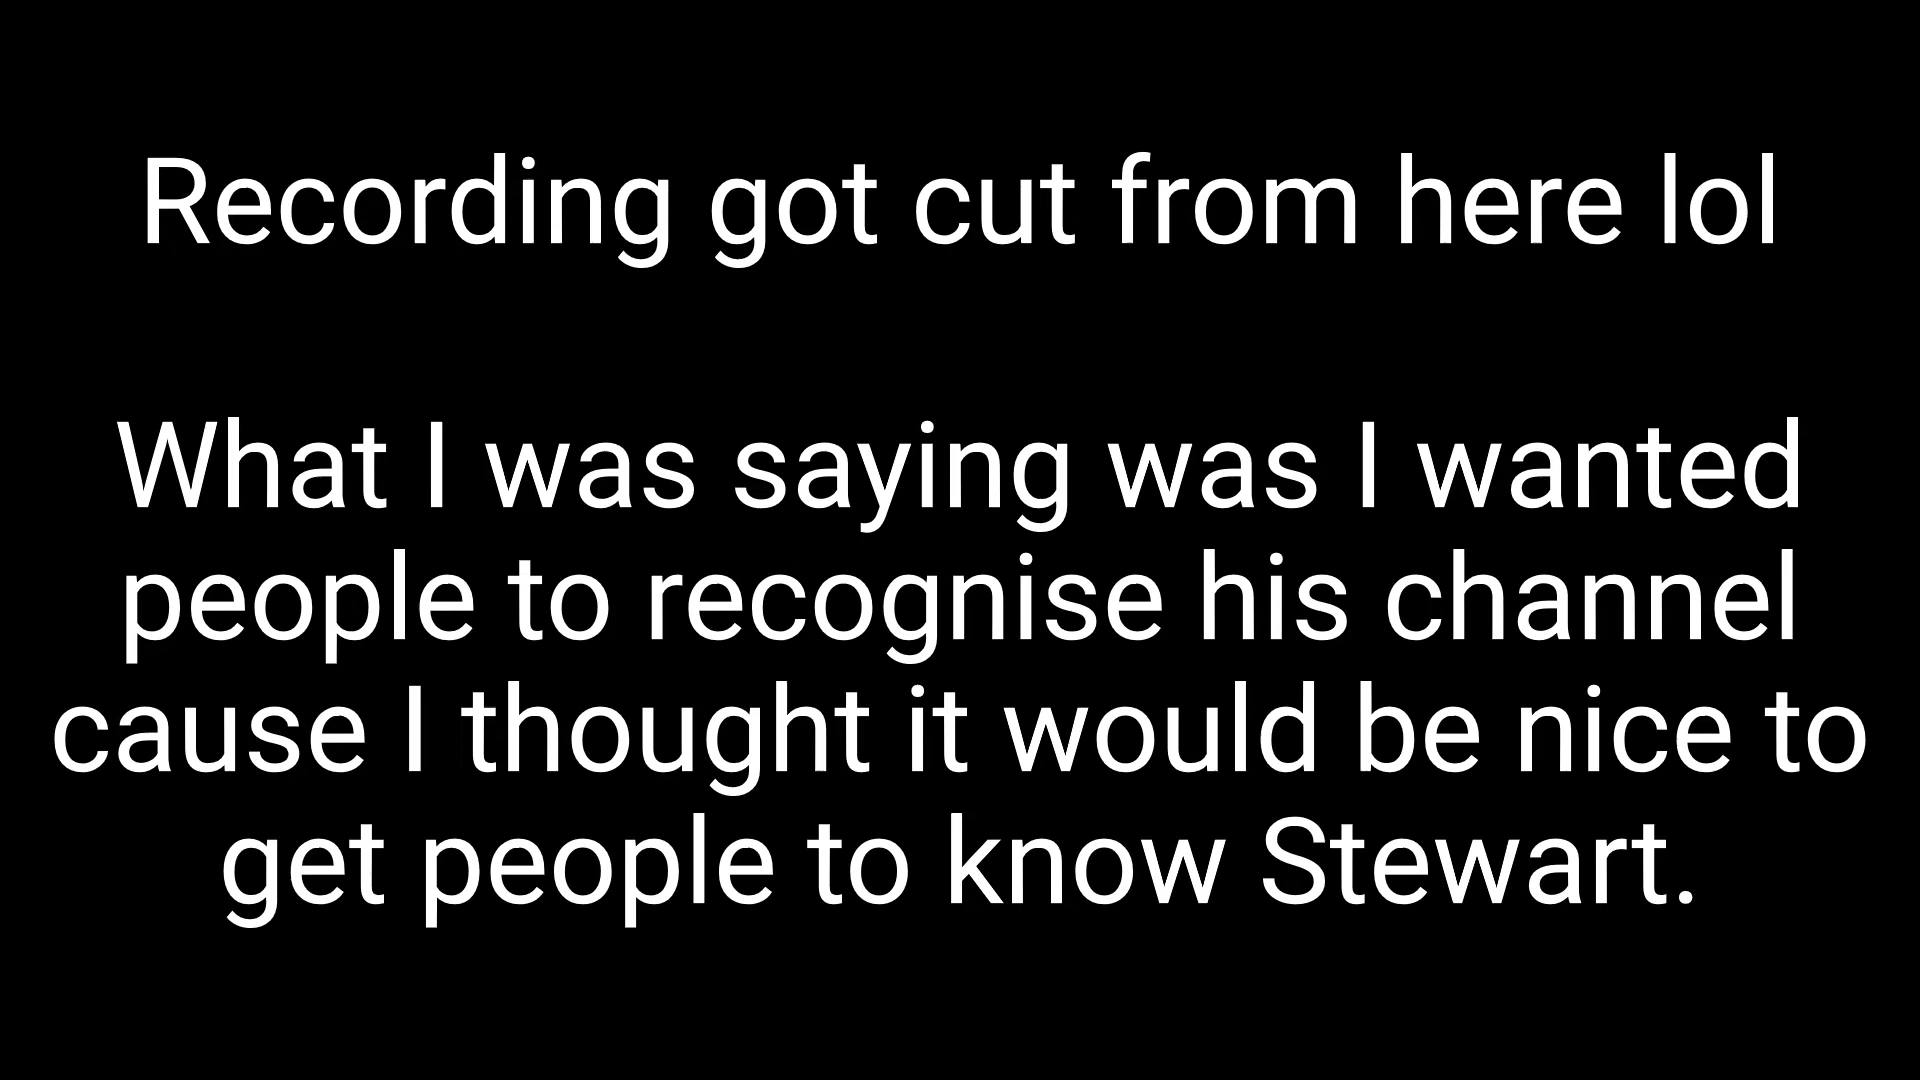 Recording got cut from here lol
What I was saying was I wanted
people to recognise his channel
cause I thought it would be nice to
get people to know Stewart.